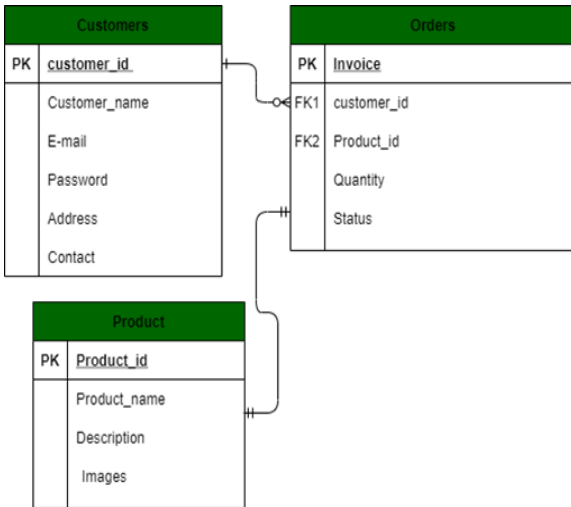 Customers
PK customer_id
Customer_name
E-mail
Password
Address
Contact
Orders
PK Invoice
FK1 customer_id
FK2 Product_id
Quantity
Status
Product
PK Product_id
Product_name
Description
Images